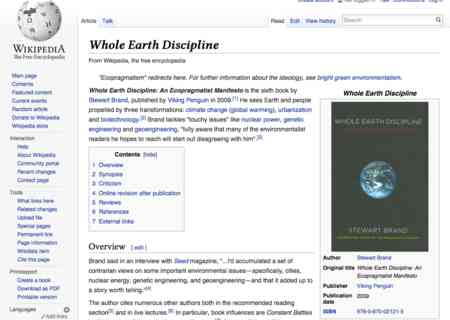 Create account
Article
Talk
Read
Edit
View history
Search
WIKIPEDIA
The Free Encyclopedia
Main page
Contents
Featured content
Current events
Random article
Donate to Wikipedia
Wikipedia store
Interaction
Help
About Wikipedia
Community portal
Recent changes
Contact page
Tools
What links here
Related changes
Upload file
Special pages
Permanent link
Page information
Wikidata item
Cite this page
Print/export
Create a book
Download as PDF
Printable version
Languages
Add links
Whole Earth Discipline
From Wikipedia, the free encyclopedia
"Ecopragmatism" redirects here. For further information about the ideology, see bright green environmentalism.
Whole Earth Discipline: An Ecopragmatist Manifesto is the sixth book by
Stewart Brand, published by Viking Penguin in 2009.[1] He sees Earth and people
propelled by three transformations: climate change (global warming), urbanization
and biotechnology.[2] Brand tackles "touchy issues" like nuclear power, genetic
engineering and geoengineering, "fully aware that many of the environmentalist
readers he hopes to reach will start out disagreeing with him".[3]
Contents [hide]
1 Overview
2 Synopsis
3 Criticism
4 Online revision after publication
5 Reviews
6 References
7 External links
Overview [edit]
Brand said in an interview with Seed magazine, "...I'd accumulated a set of
contrarian views on some important environmental issues—specifically, cities,
nuclear energy, genetic engineering, and geoengineering—and that it added up to
a story worth telling."[4]
The author cites numerous other authors both in the recommended reading
section[5] and in live lectures.[6] In particular, book influences are Constant Battles
Whole Earth Discipline
WHOLE EARTH DISCIPLINE
STEWART BRAND
Author Stewart Brand
Original title Whole Earth Discipline: An
Ecopragmatist Manifesto
Publisher Viking Penguin
Publication
date 2009
ISBN